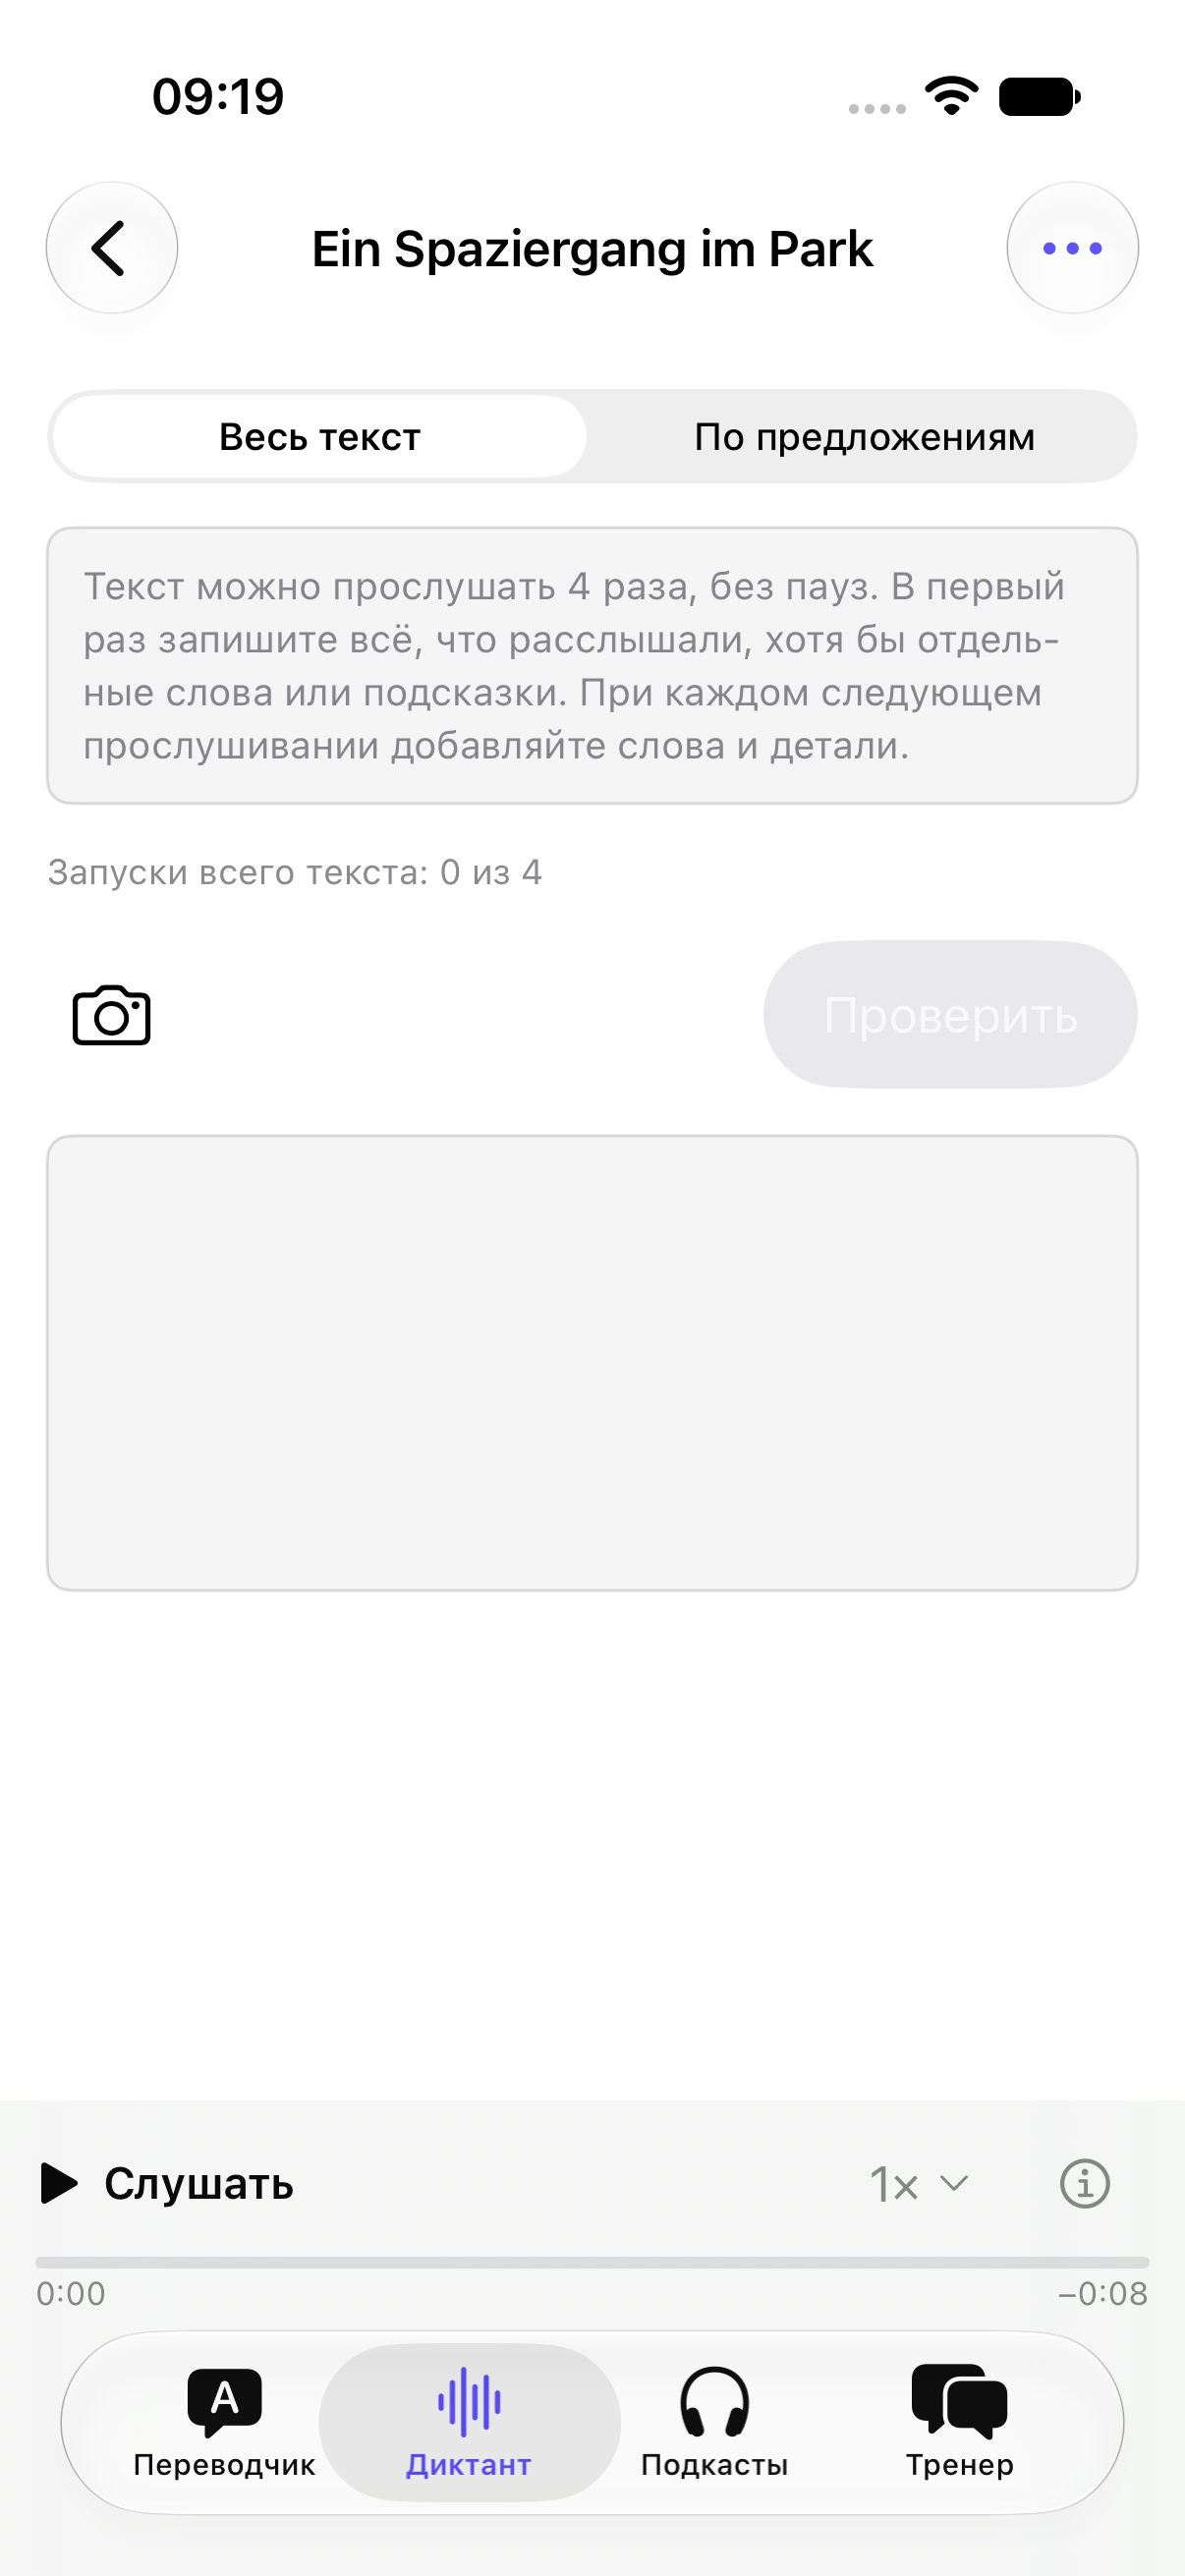 09:19
Ein Spaziergang im Park
Весь текст
По предложениям
Текст можно прослушать 4 раза, без пауз. В первый
раз запишите всё, что расслышали, хотя бы отдель-
ные слова или подсказки. При каждом следующем
прослушивании добавляйте слова и детали.
Запуски всего текста: 0 из 4
Проверить
Слушать
1×
0:00
−0:08
Переводчик
Диктант
Подкасты
Тренер